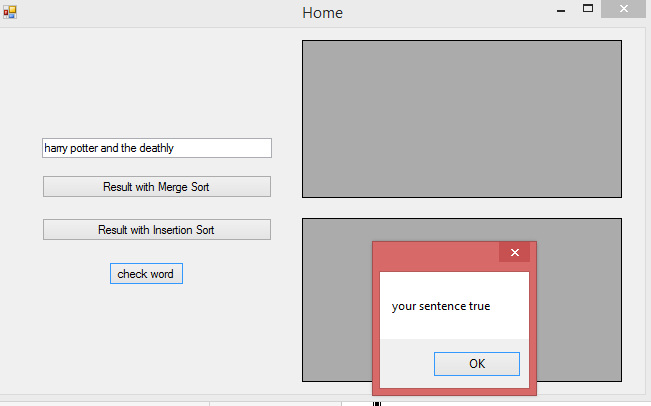 Home
harry potter and the deathly
Result with Merge Sort
Result with Insertion Sort
check word
your sentence true
OK